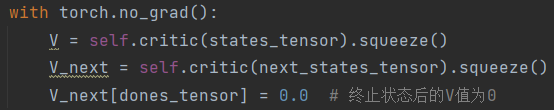 with torch.no_grad():
    V = self.critic(states_tensor).squeeze()
    V_next = self.critic(next_states_tensor).squeeze()
    V_next[dones_tensor] = 0.0  # 终止状态后的V值为0